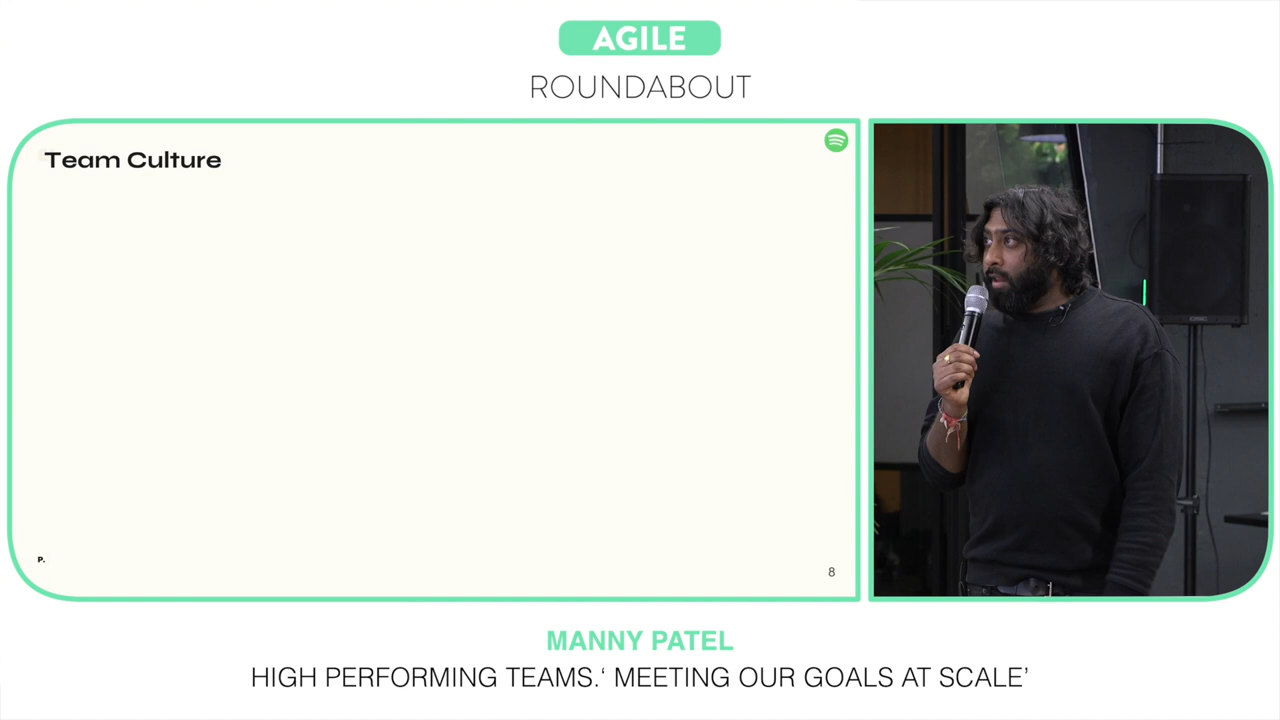 AGILE
ROUNDABOUT
Team Culture
P.
8
MANNY PATEL
HIGH PERFORMING TEAMS.‘ MEETING OUR GOALS AT SCALE’